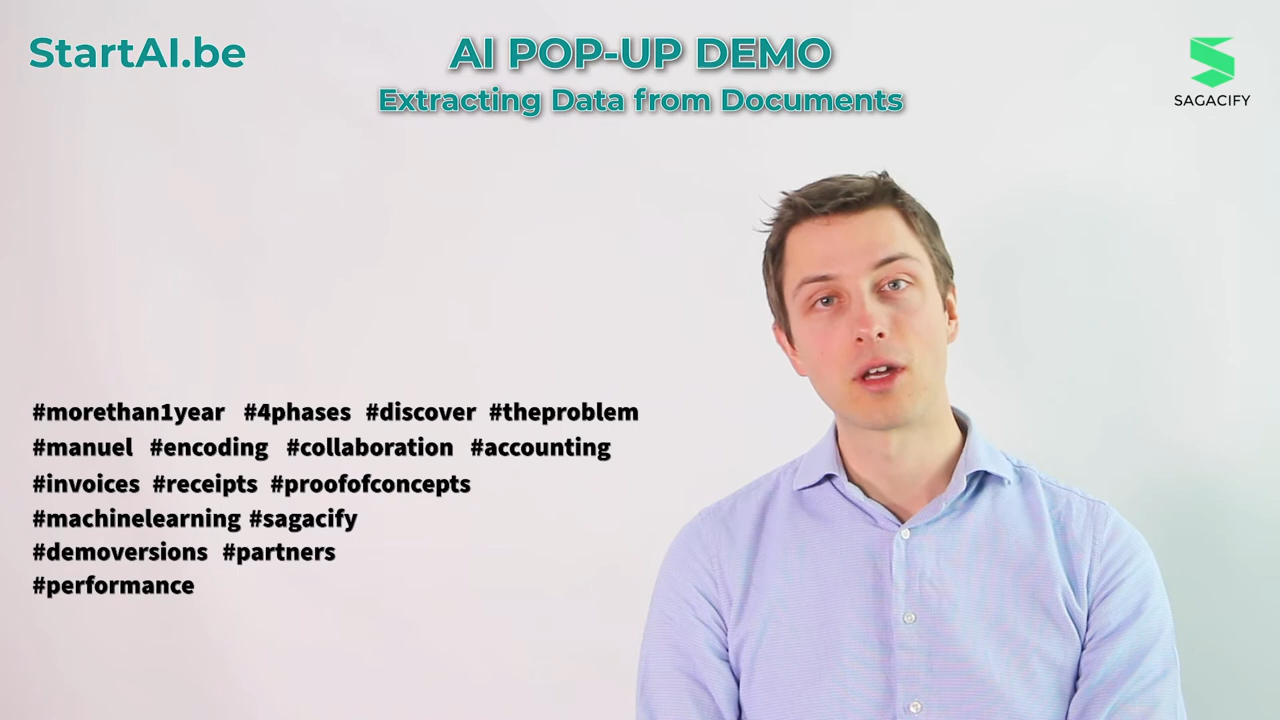 StartAI.be
AI POP-UP DEMO
Extracting Data from Documents
SAGACIFY
#morethan1year #4phases #discover #theproblem
#manuel #encoding #collaboration #accounting
#invoices #receipts #proofofconcepts
#machinelearning #sagacify
#demoversions #partners
#performance